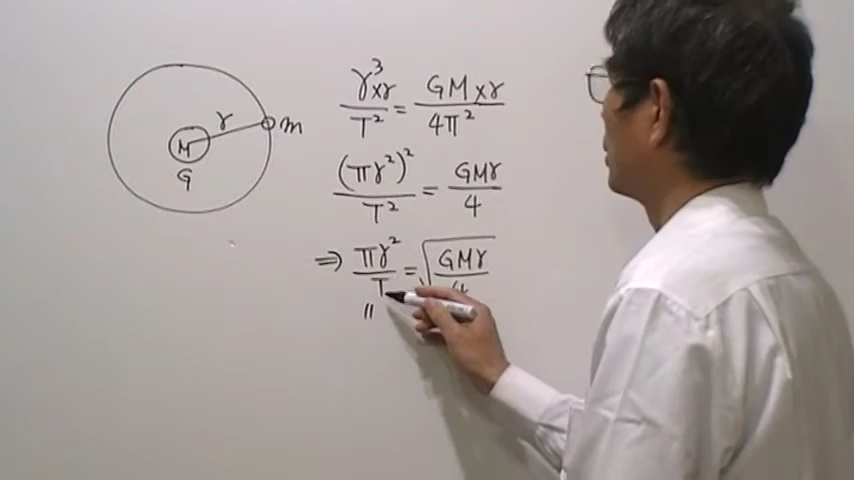 r
m
M
G
r³×r / T² = GM×r / 4π²
(πr²)² / T² = GMr / 4
⇒ πr² / T = √(GMr / 4)
〃